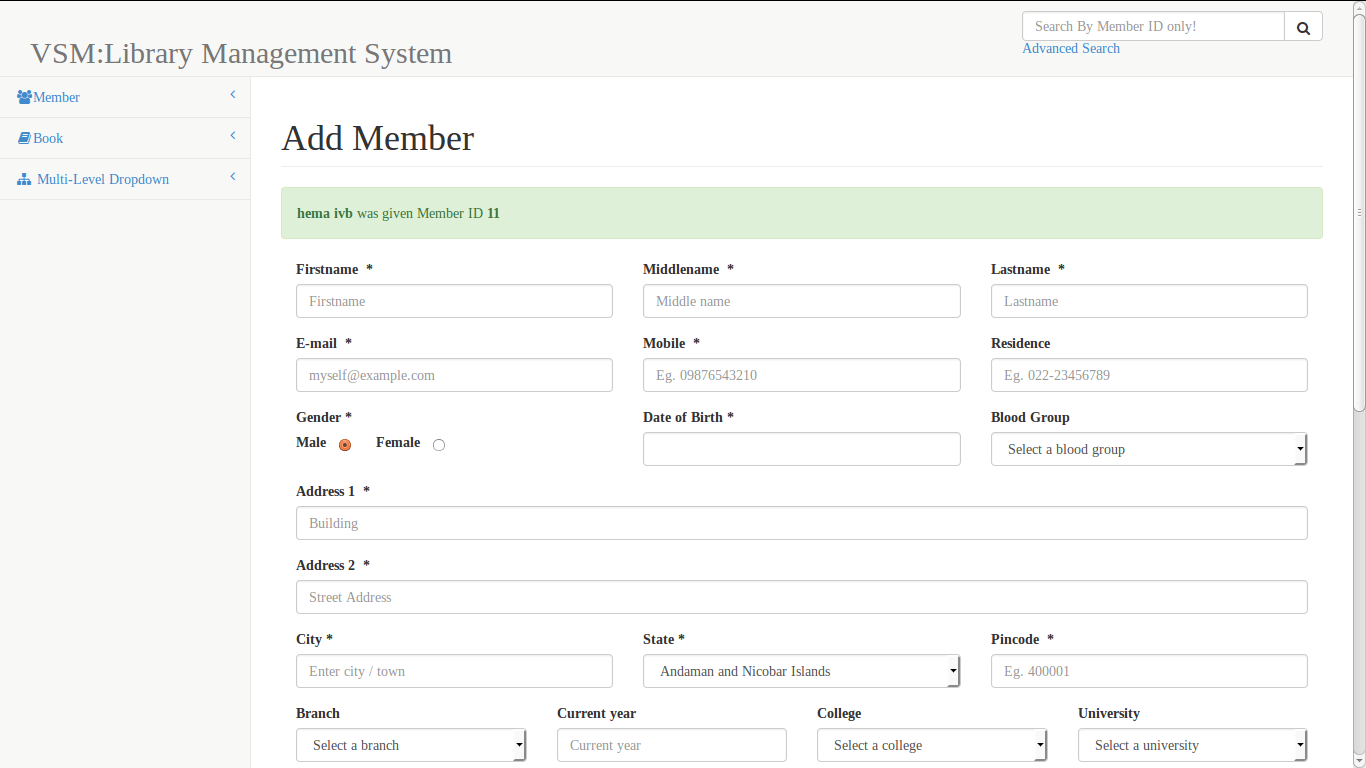 Search By Member ID only!
VSM:Library Management System
Advanced Search
Member
Book
Multi-Level Dropdown
Add Member
hema ivb was given Member ID 11
Firstname * Middlename * Lastname *
Firstname Middle name Lastname
E-mail * Mobile * Residence
myself@example.com Eg. 09876543210 Eg. 022-23456789
Gender * Date of Birth * Blood Group
Male Female
Select a blood group
Address 1 *
Building
Address 2 *
Street Address
City * State * Pincode *
Enter city / town Andaman and Nicobar Islands Eg. 400001
Branch Current year College University
Select a branch Current year Select a college Select a university